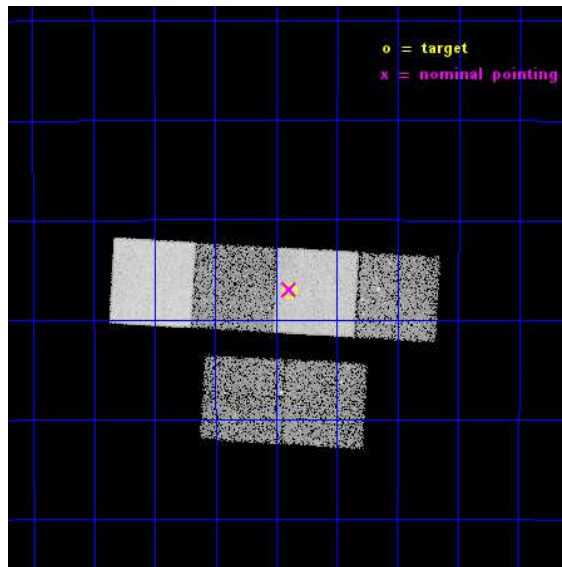 o = target
x = nominal pointing